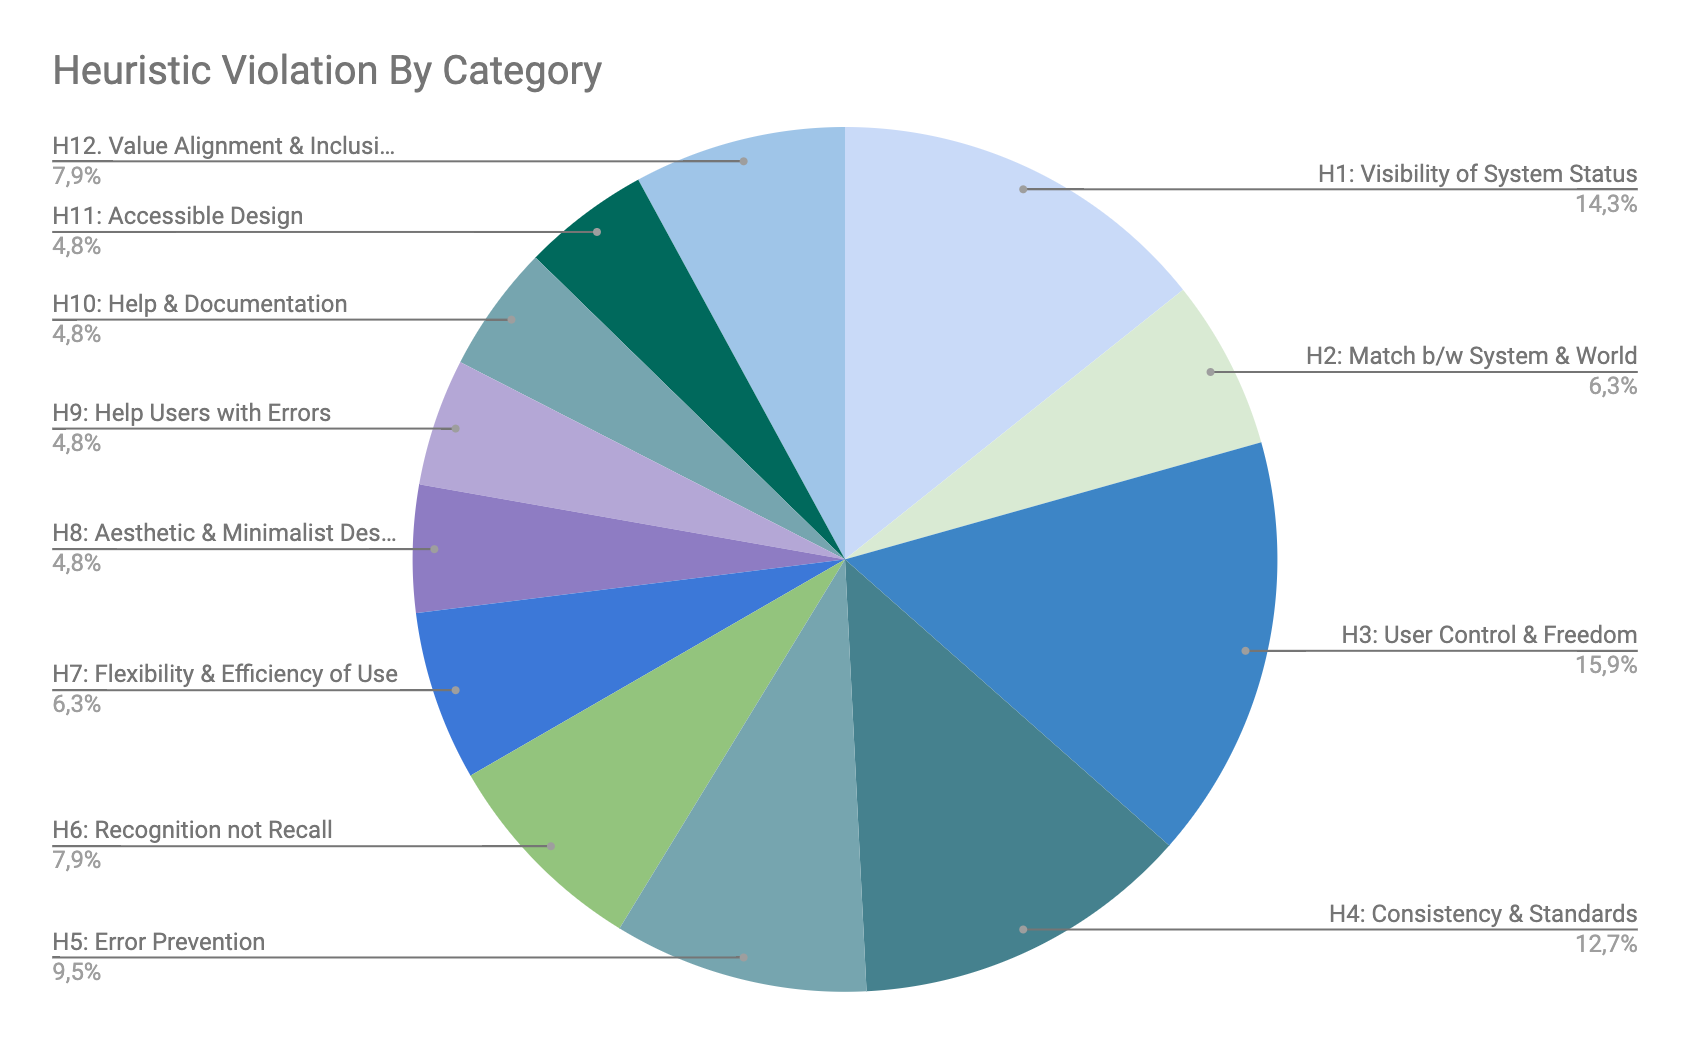 Heuristic Violation By Category
H12. Value Alignment & Inclusi...
7,9%
H11: Accessible Design
4,8%
H10: Help & Documentation
4,8%
H9: Help Users with Errors
4,8%
H8: Aesthetic & Minimalist Des...
4,8%
H7: Flexibility & Efficiency of Use
6,3%
H6: Recognition not Recall
7,9%
H5: Error Prevention
9,5%
H1: Visibility of System Status
14,3%
H2: Match b/w System & World
6,3%
H3: User Control & Freedom
15,9%
H4: Consistency & Standards
12,7%